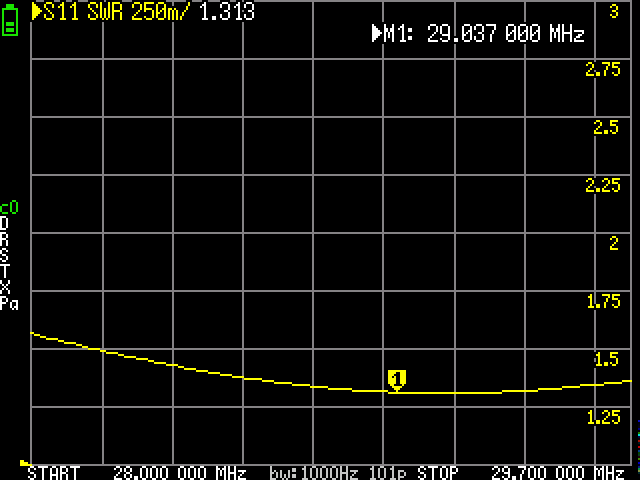 S11 SWR 250m/ 1.313
M1: 29.037 000 MHz
3
2.75
2.5
2.25
2
1.75
1.5
1.25
c0
D
R
S
T
X
Pa
1
START 28.000 000 MHz bw:1000Hz 101p STOP 29.700 000 MHz